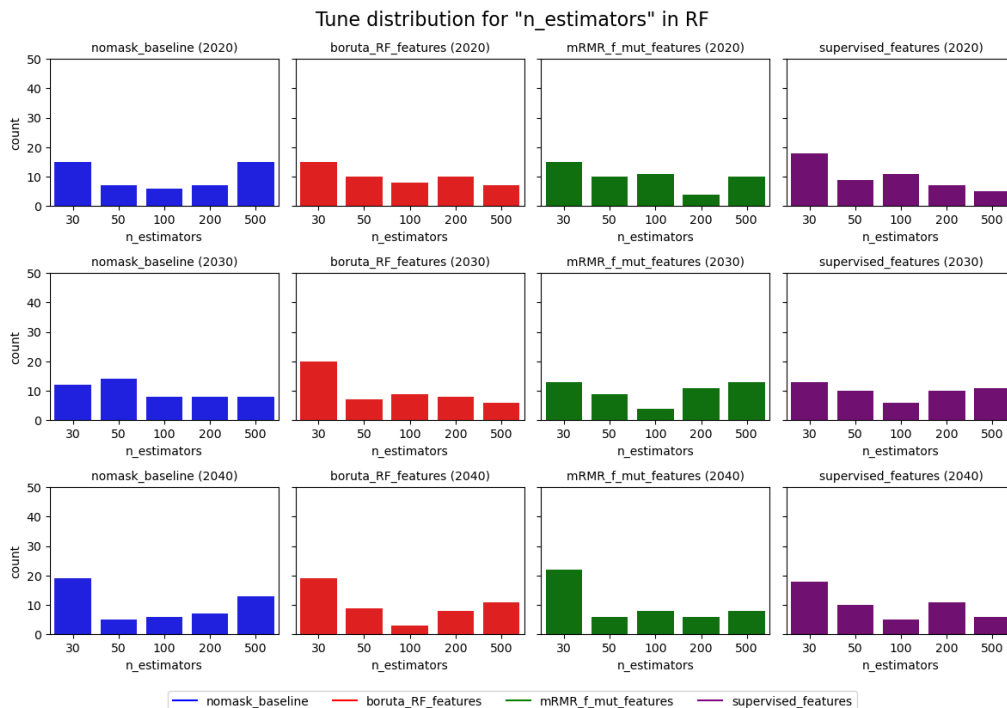 Tune distribution for "n_estimators" in RF
nomask_baseline (2020) boruta_RF_features (2020) mRMR_f_mut_features (2020) supervised_features (2020)
50
40
30
20
10
0
count
30 50 100 200 500 30 50 100 200 500 30 50 100 200 500 30 50 100 200 500
n_estimators n_estimators n_estimators n_estimators
nomask_baseline (2030) boruta_RF_features (2030) mRMR_f_mut_features (2030) supervised_features (2030)
50
40
30
20
10
0
count
30 50 100 200 500 30 50 100 200 500 30 50 100 200 500 30 50 100 200 500
n_estimators n_estimators n_estimators n_estimators
nomask_baseline (2040) boruta_RF_features (2040) mRMR_f_mut_features (2040) supervised_features (2040)
50
40
30
20
10
0
count
30 50 100 200 500 30 50 100 200 500 30 50 100 200 500 30 50 100 200 500
n_estimators n_estimators n_estimators n_estimators
nomask_baseline boruta_RF_features mRMR_f_mut_features supervised_features